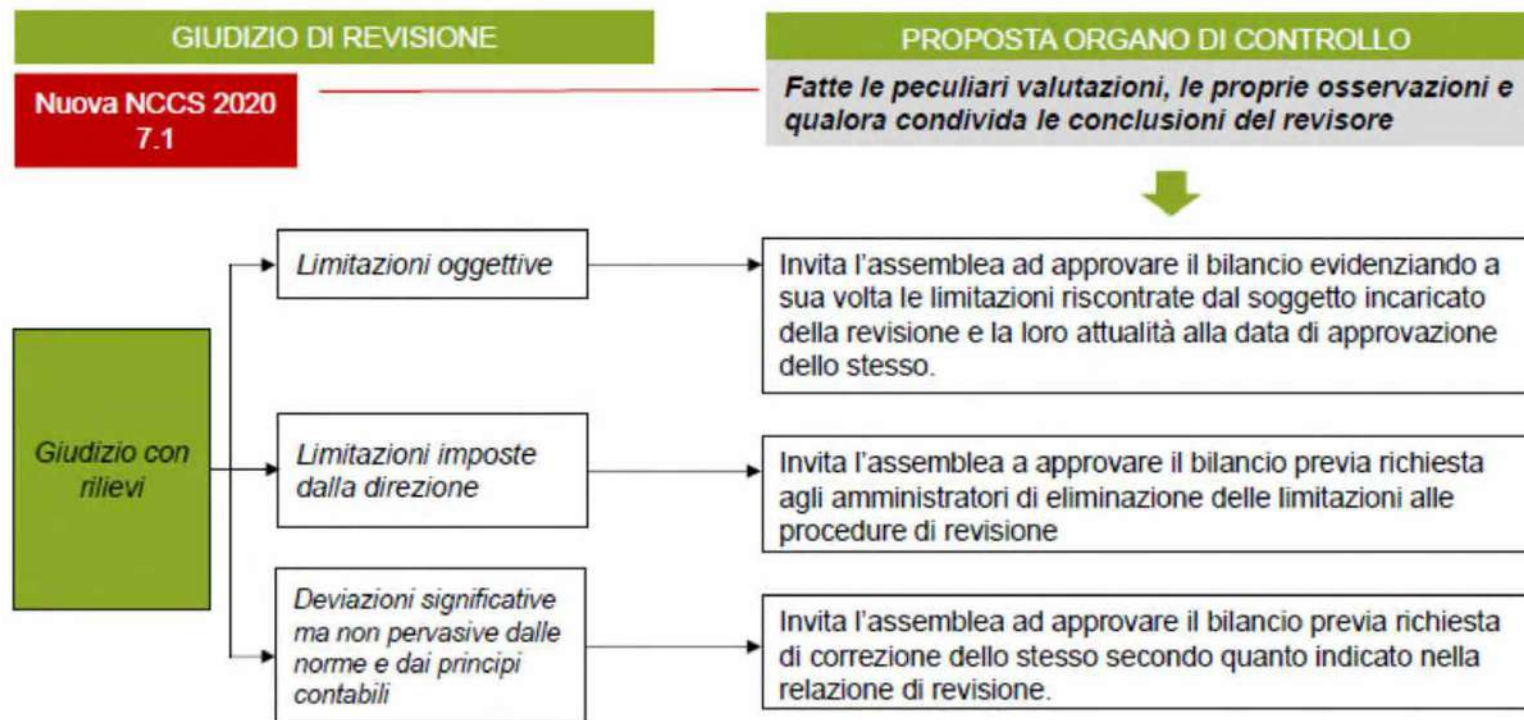 GIUDIZIO DI REVISIONE
PROPOSTA ORGANO DI CONTROLLO
Nuova NCCS 2020
7.1
Fatte le peculiari valutazioni, le proprie osservazioni e
qualora condivida le conclusioni del revisore
Giudizio con
rilievi
Limitazioni oggettive
Invita l'assemblea ad approvare il bilancio evidenziando a
sua volta le limitazioni riscontrate dal soggetto incaricato
della revisione e la loro attualità alla data di approvazione
dello stesso.
Limitazioni imposte
dalla direzione
Invita l'assemblea a approvare il bilancio previa richiesta
agli amministratori di eliminazione delle limitazioni alle
procedure di revisione
Deviazioni significative
ma non pervasive dalle
norme e dai principi
contabili
Invita l'assemblea ad approvare il bilancio previa richiesta
di correzione dello stesso secondo quanto indicato nella
relazione di revisione.